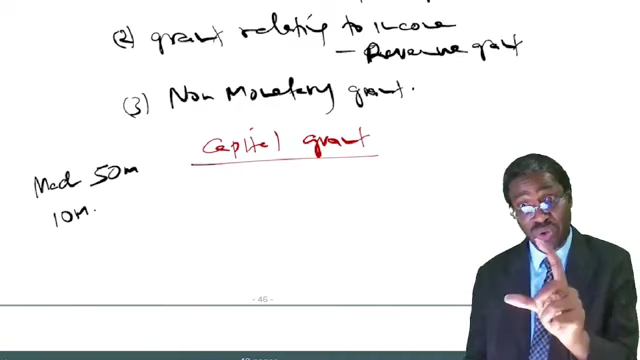 (2) grant relating to income
- Revenue grant
(3) Non Monetary grant.
Capital grant
Mach 50m
10m.
- 46 -